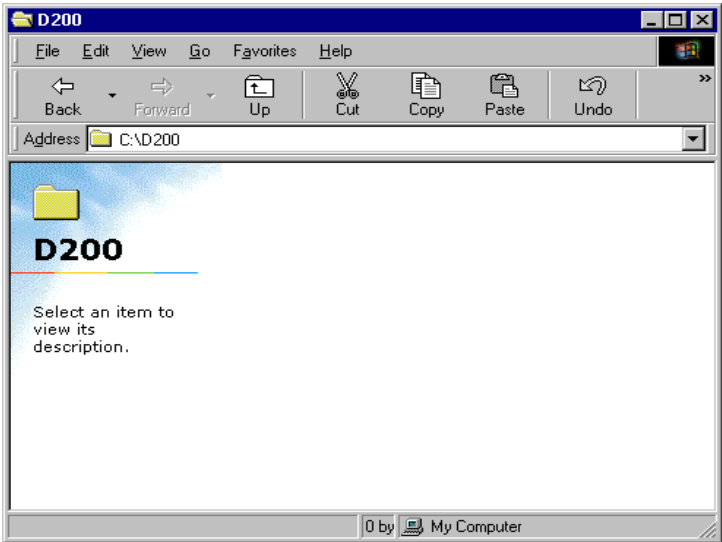 D200
File Edit View Go Favorites Help
Back Forward Up Cut Copy Paste Undo »
Address C:\D200
D200
Select an item to
view its
description.
0 by My Computer